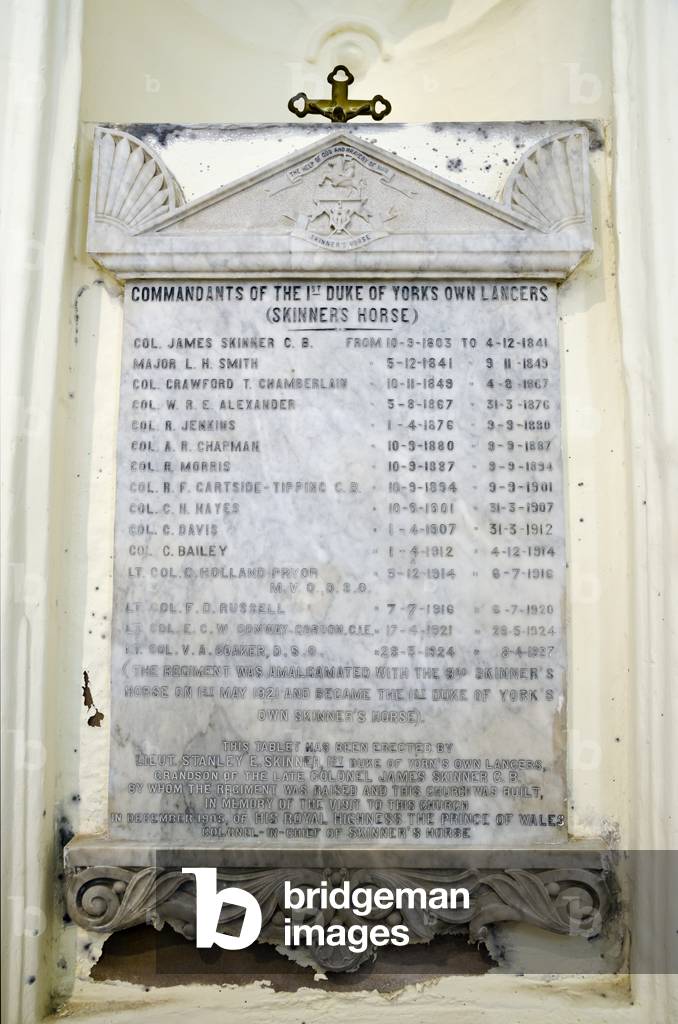 THE HELP OF GOD AND BRAVERY OF MAN
SKINNER'S HORSE
COMMANDANTS OF THE 1ST DUKE OF YORK'S OWN LANCERS
(SKINNER'S HORSE)
COL. JAMES SKINNER C.B. FROM 10-3-1803 TO 4-12-1841
MAJOR L. H. SMITH " 5-12-1841 " 9-11-1849
COL. CRAWFORD T. CHAMBERLAIN " 10-11-1849 " 4-8-1867
COL. W. R. E. ALEXANDER " 5-8-1867 " 31-3-1876
COL. R. JENKINS " 1-4-1876 " 9-9-1880
COL. A. R. CHAPMAN " 10-9-1880 " 9-9-1887
COL. R. MORRIS " 10-9-1887 " 9-9-1894
COL. R. F. GARTSIDE-TIPPING C.B. " 10-9-1894 " 9-9-1901
COL. C. H. HAYES " 10-9-1901 " 31-3-1907
COL. C. DAVIS " 1-4-1907 " 31-3-1912
COL. C. BAILEY " 1-4-1912 " 4-12-1914
LT. COL. C. HOLLAND PRYOR " 5-12-1914 " 6-7-1916
M.V.O., D.S.O.
LT. COL. F. D. RUSSELL " 7-7-1916 " 6-7-1920
LT. COL. E. C. W. CONWAY-GORDON, C.I.E. " 17-4-1921 " 28-5-1924
LT. COL. V. A. COAKER, D.S.O. " 28-5-1924 " 8-4-1927
(THE REGIMENT WAS AMALGAMATED WITH THE 3RD SKINNER'S
HORSE ON 1ST MAY 1921 AND BECAME THE 1ST DUKE OF YORK'S
OWN SKINNER'S HORSE).
THIS TABLET HAS BEEN ERECTED BY
LIEUT. STANLEY E. SKINNER, 1ST DUKE OF YORK'S OWN LANCERS,
GRANDSON OF THE LATE COLONEL JAMES SKINNER C.B.
BY WHOM THE REGIMENT WAS RAISED AND THIS CHURCH WAS BUILT,
IN MEMORY OF THE VISIT TO THIS CHURCH
IN DECEMBER 1905, OF HIS ROYAL HIGHNESS THE PRINCE OF WALES
COLONEL-IN-CHIEF OF SKINNER'S HORSE
b bridgeman
images